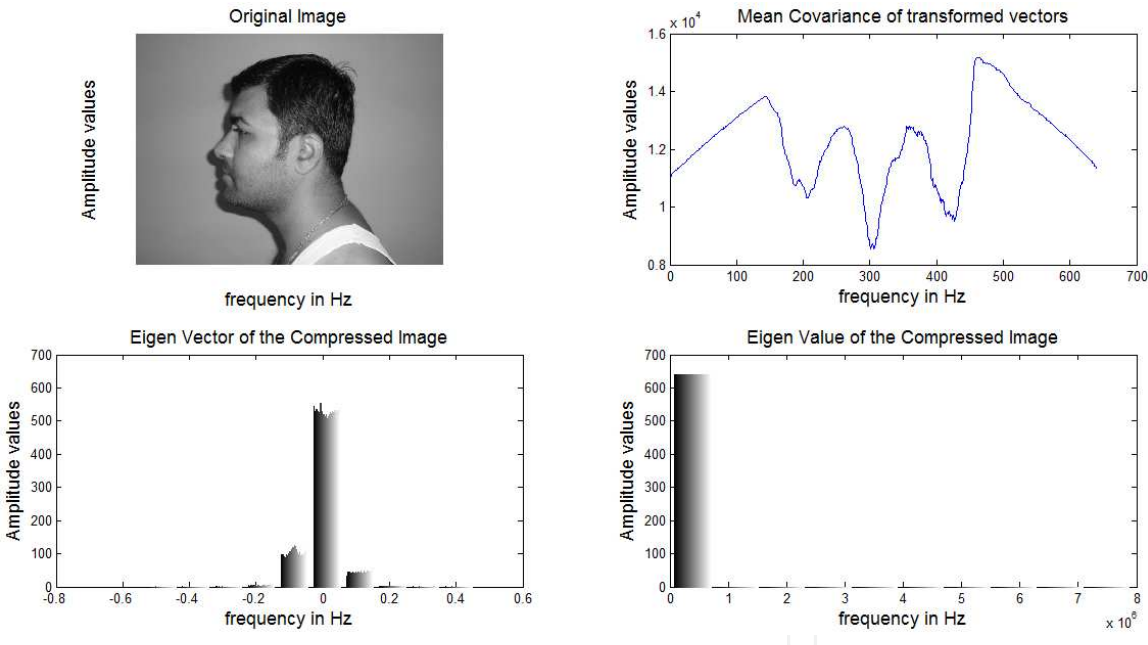 Original Image
Amplitude values
frequency in Hz
Mean Covariance of transformed vectors
x 10^4
Amplitude values
1.6
1.4
1.2
1
0.8
0 100 200 300 400 500 600 700
frequency in Hz
Eigen Vector of the Compressed Image
Amplitude values
700
600
500
400
300
200
100
0
-0.8 -0.6 -0.4 -0.2 0 0.2 0.4 0.6
frequency in Hz
Eigen Value of the Compressed Image
Amplitude values
700
600
500
400
300
200
100
0
0 1 2 3 4 5 6 7 8
x 10^6
frequency in Hz